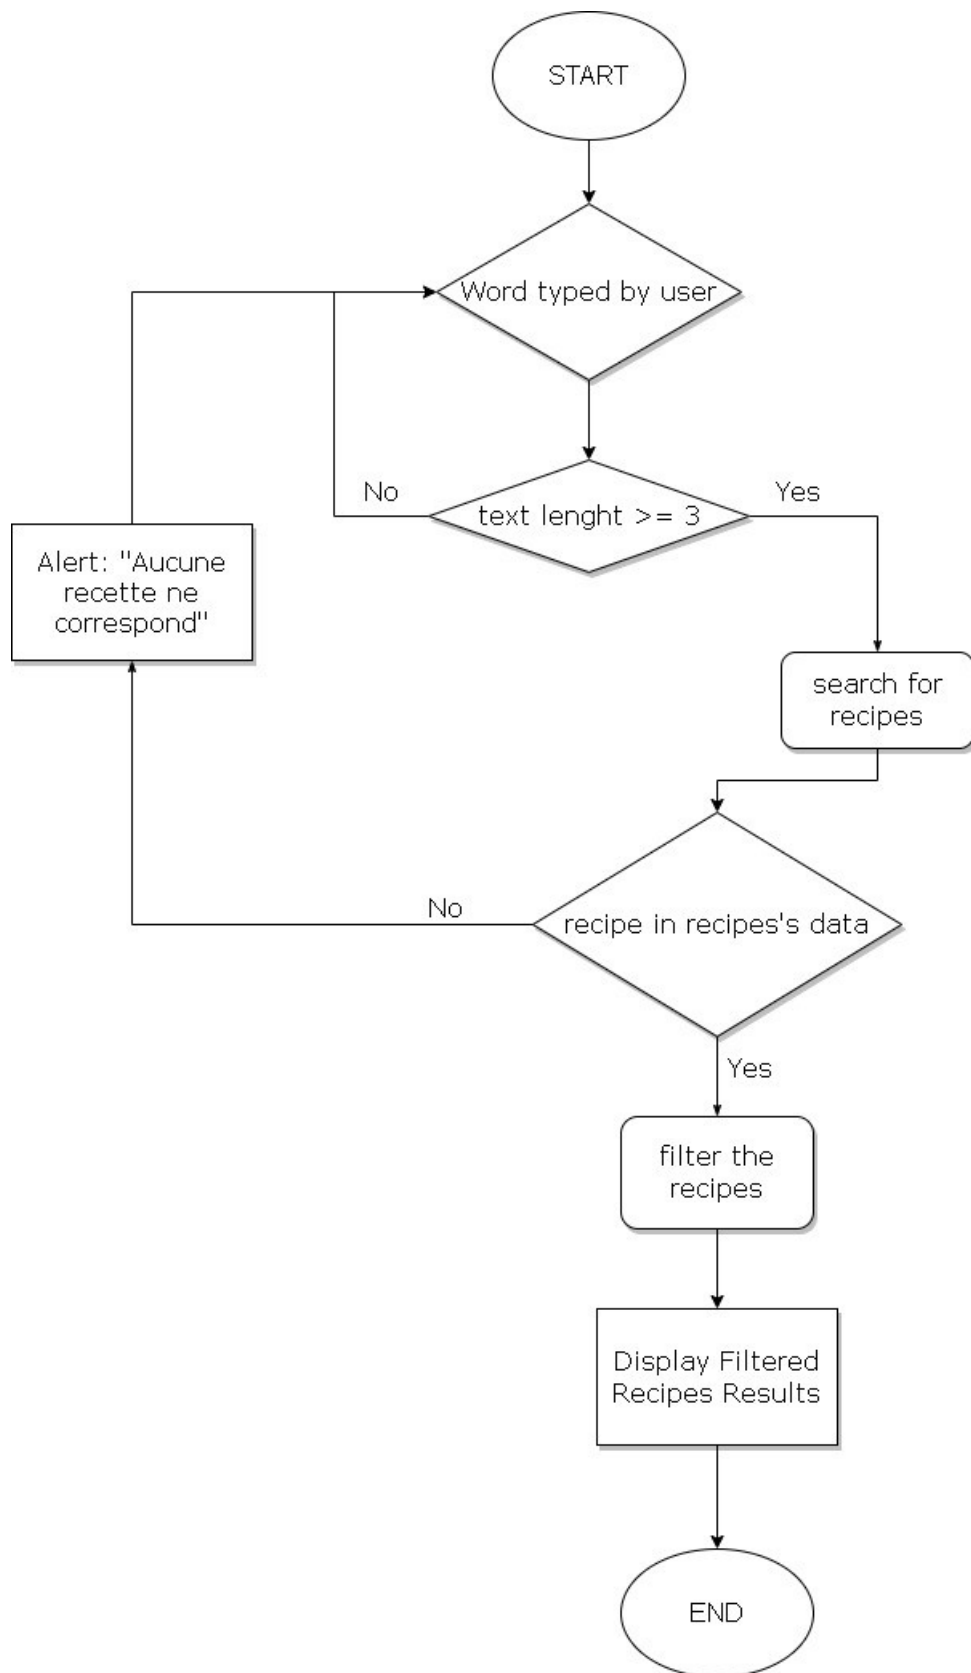 START
Word typed by user
No
Yes
text lenght >= 3
Alert: "Aucune
recette ne
correspond"
search for
recipes
No
recipe in recipes's data
Yes
filter the
recipes
Display Filtered
Recipes Results
END